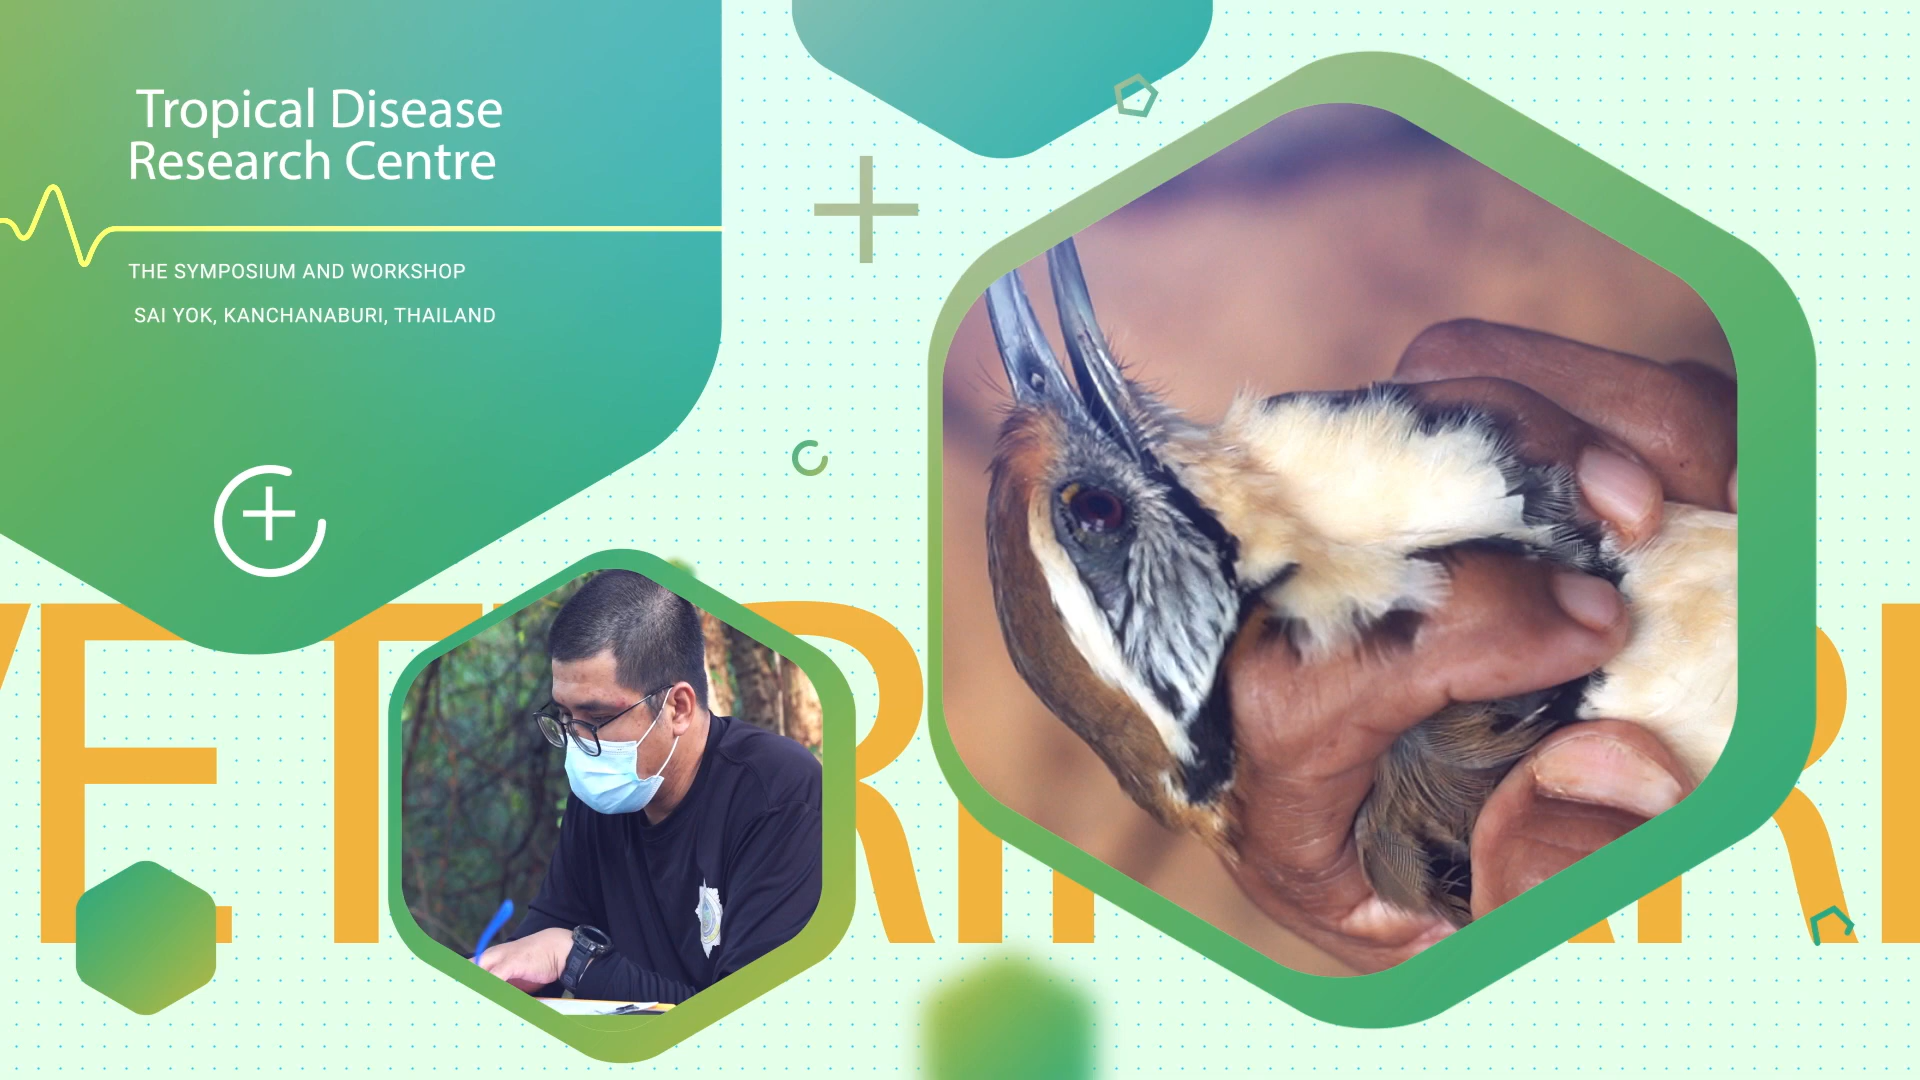 Tropical Disease
Research Centre
THE SYMPOSIUM AND WORKSHOP
SAI YOK, KANCHANABURI, THAILAND